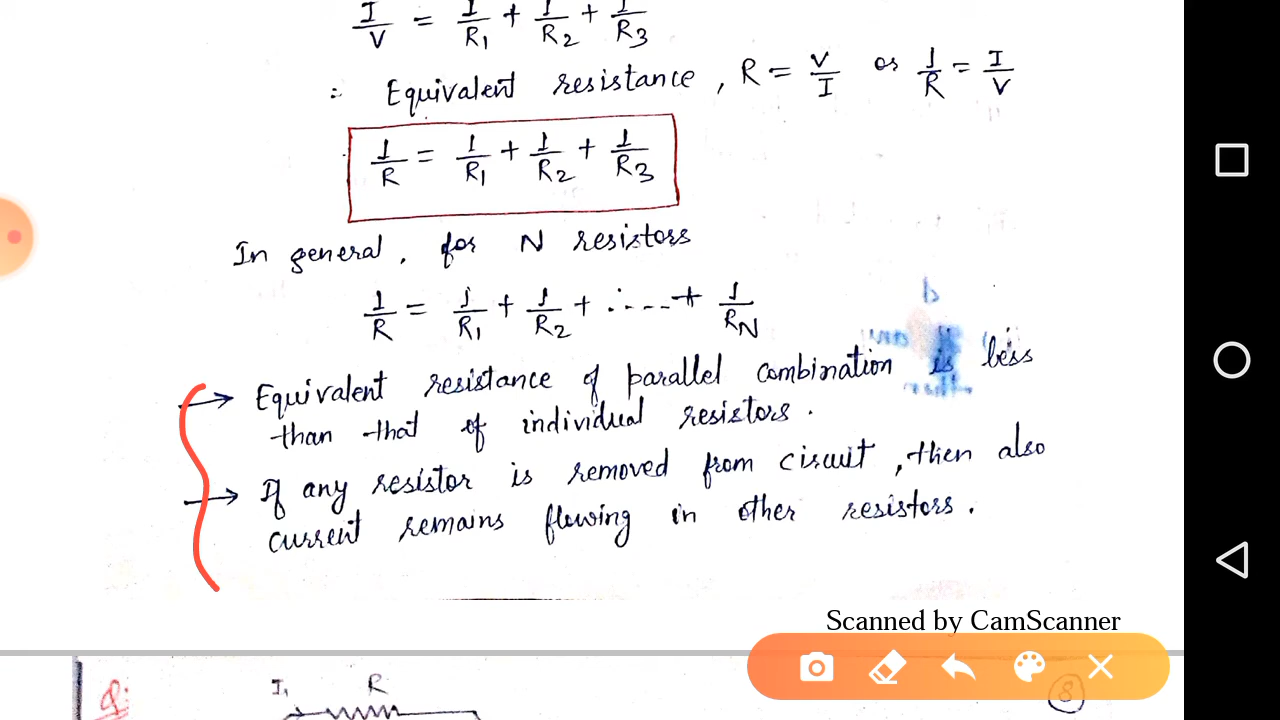 I/V = I/R₁ + 1/R₂ + 1/R₃
: Equivalent resistance, R = V/I or 1/R = I/V
1/R = 1/R₁ + 1/R₂ + 1/R₃
In general, for N resistors
1/R = 1/R₁ + 1/R₂ + ...... + 1/Rɴ
→ Equivalent resistance of parallel combination is less
than that of individual resistors.
→ If any resistor is removed from circuit, then also
current remains flowing in other resistors.
Scanned by CamScanner
Q:
I₁ R
8